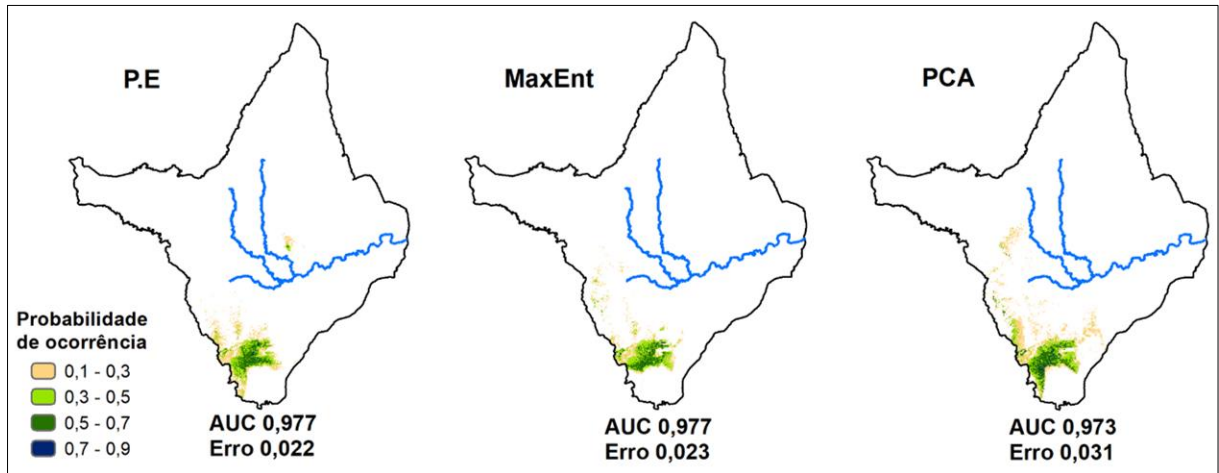 P.E
MaxEnt
PCA
Probabilidade
de ocorrência
0,1 - 0,3
0,3 - 0,5
0,5 - 0,7
0,7 - 0,9
AUC 0,977
Erro 0,022
AUC 0,977
Erro 0,023
AUC 0,973
Erro 0,031